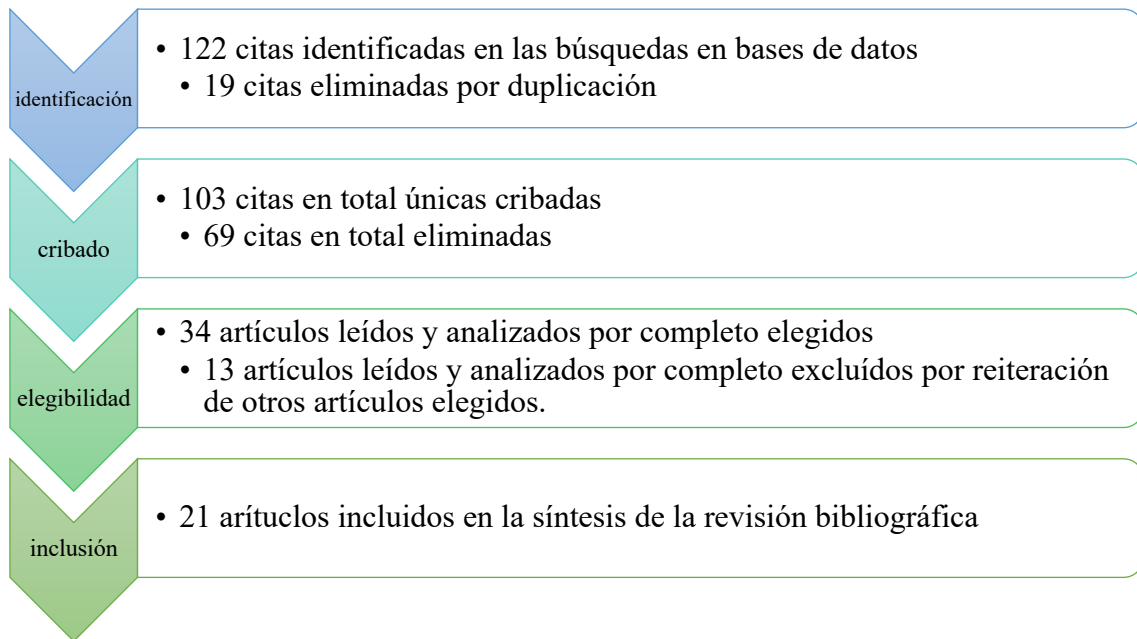 identificación
• 122 citas identificadas en las búsquedas en bases de datos
• 19 citas eliminadas por duplicación
cribado
• 103 citas en total únicas cribadas
• 69 citas en total eliminadas
elegibilidad
• 34 artículos leídos y analizados por completo elegidos
• 13 artículos leídos y analizados por completo excluídos por reiteración
de otros artículos elegidos.
inclusión
• 21 arítuclos incluidos en la síntesis de la revisión bibliográfica